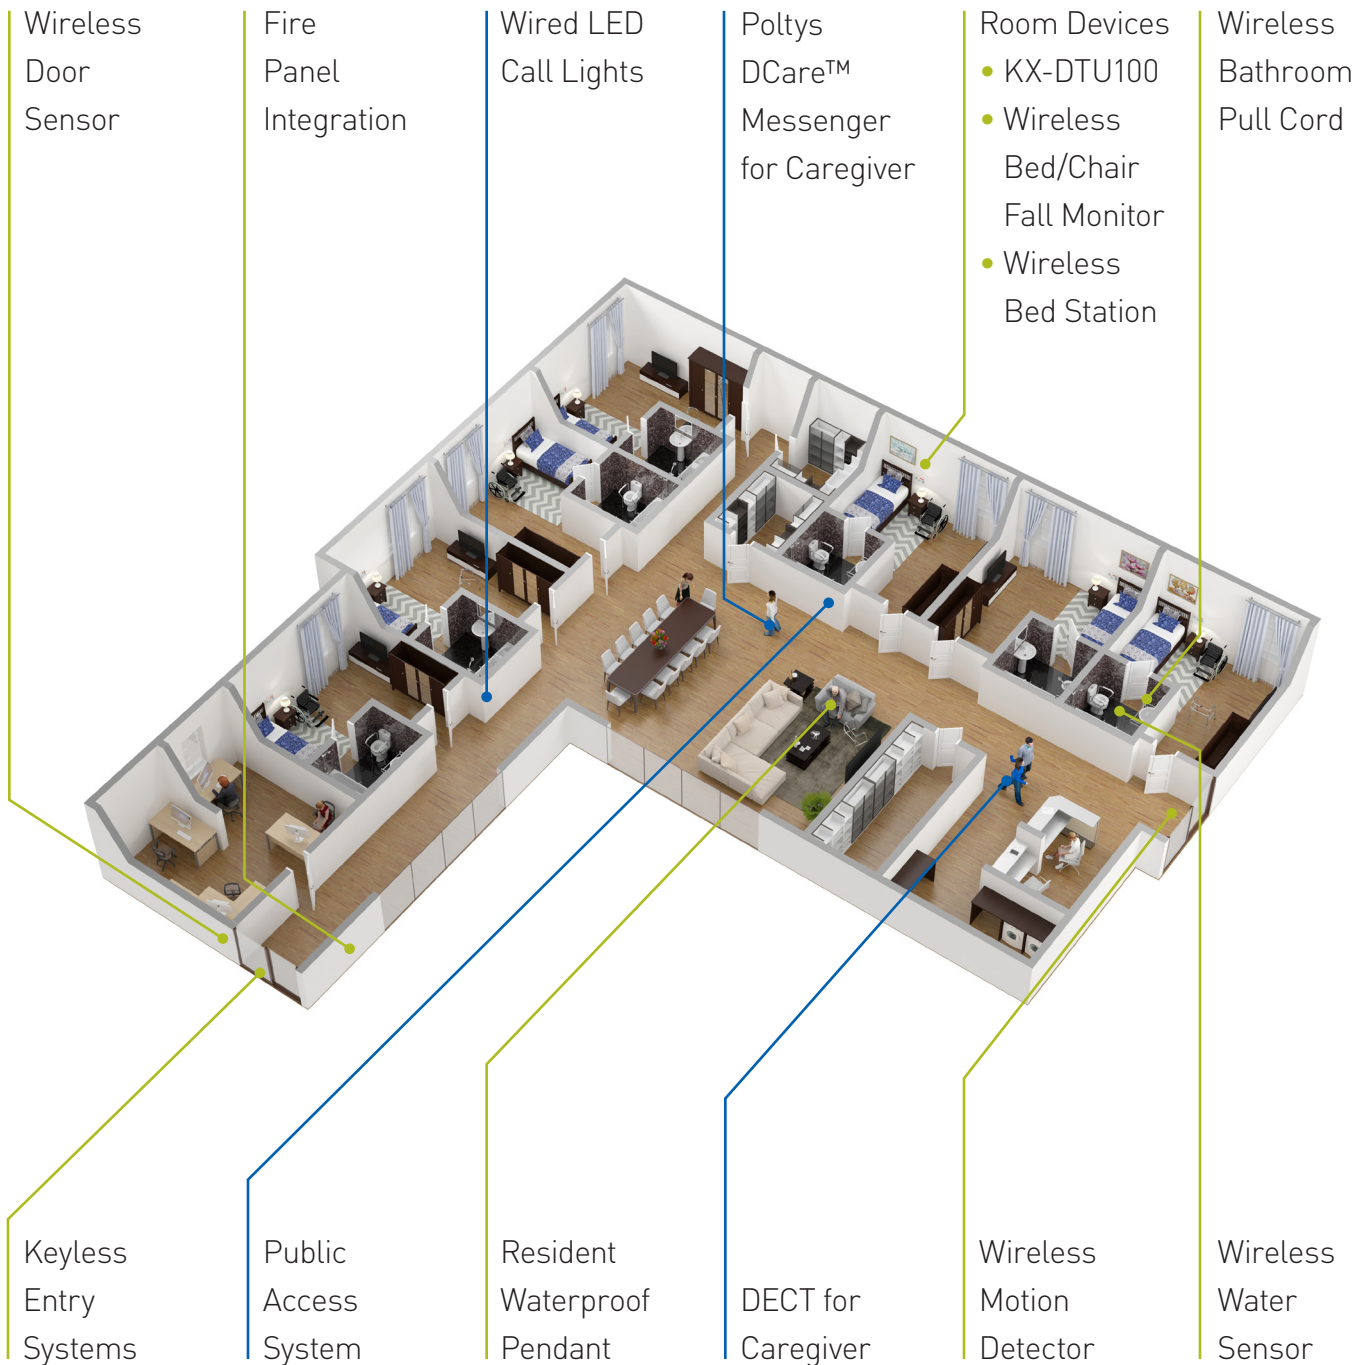 Wireless
Door
Sensor
Fire
Panel
Integration
Wired LED
Call Lights
Poltys
DCare™
Messenger
for Caregiver
Room Devices
• KX-DTU100
• Wireless
Bed/Chair
Fall Monitor
• Wireless
Bed Station
Wireless
Bathroom
Pull Cord
Keyless
Entry
Systems
Public
Access
System
Resident
Waterproof
Pendant
DECT for
Caregiver
Wireless
Motion
Detector
Wireless
Water
Sensor